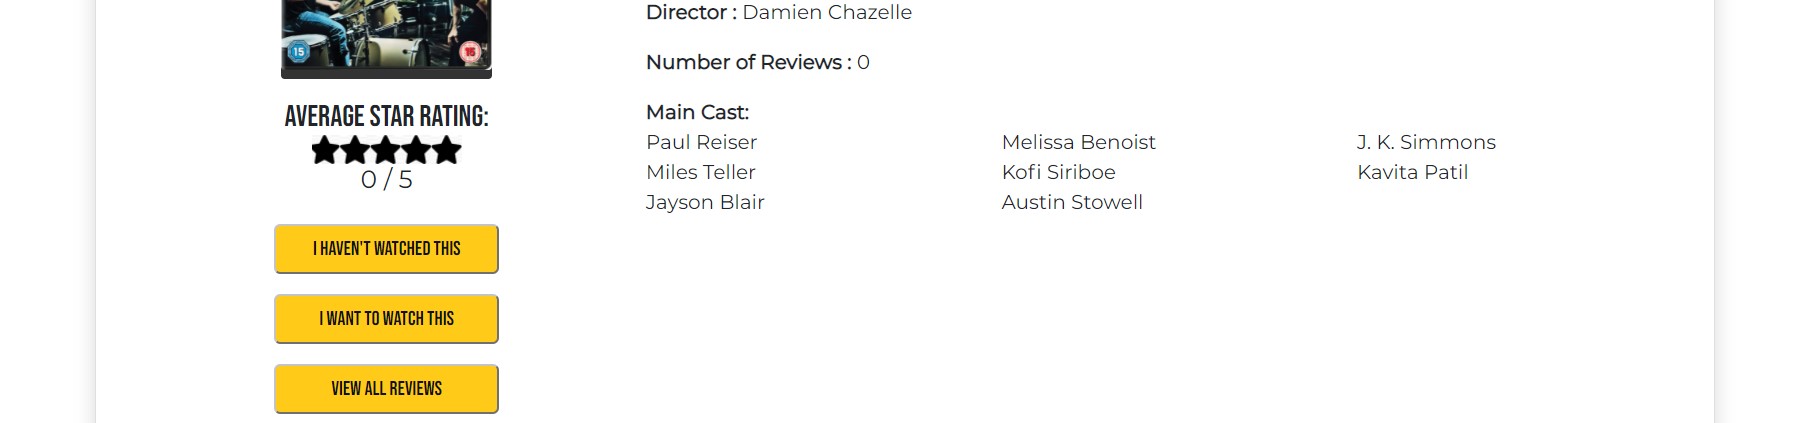 15
15
AVERAGE STAR RATING:
0 / 5
I HAVEN'T WATCHED THIS
I WANT TO WATCH THIS
VIEW ALL REVIEWS
Director : Damien Chazelle
Number of Reviews : 0
Main Cast:
Paul Reiser Melissa Benoist J. K. Simmons
Miles Teller Kofi Siriboe Kavita Patil
Jayson Blair Austin Stowell